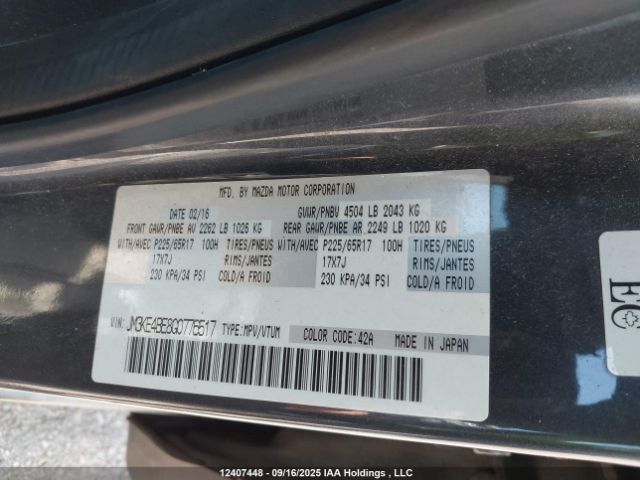 MFD. BY MAZDA MOTOR CORPORATION
DATE 02/16 GVWR/PNBV 4504 LB 2043 KG
FRONT GAWR/PNBE AV 2262 LB 1026 KG REAR GAWR/PNBE AR 2249 LB 1020 KG
WITH/AVEC P225/65R17 100H TIRES/PNEUS WITH/AVEC P225/65R17 100H TIRES/PNEUS
17X7J RIMS/JANTES 17X7J RIMS/JANTES
230 KPA/34 PSI COLD/A FROID 230 KPA/34 PSI COLD/A FROID
VIN: TYPE:MPV/VTUM COLOR CODE:42A MADE IN JAPAN
EC
12407448 - 09/16/2025 IAA Holdings , LLC